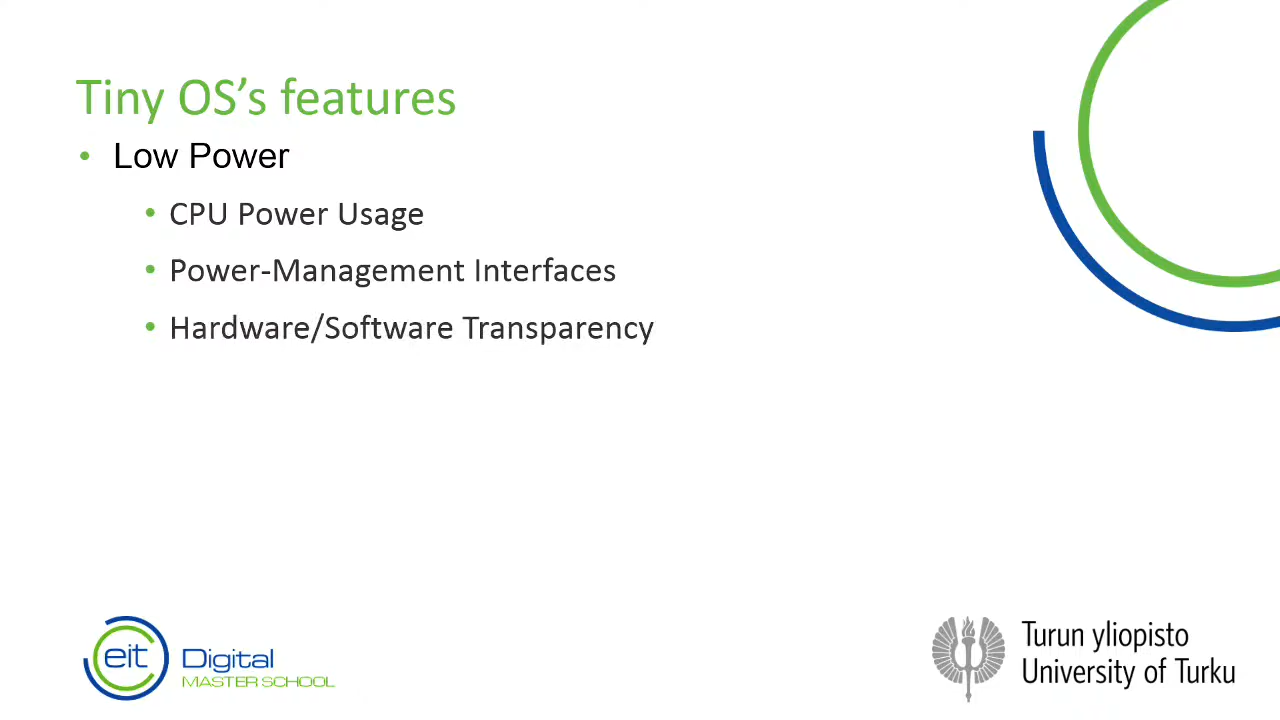 Tiny OS’s features
• Low Power
• CPU Power Usage
• Power-Management Interfaces
• Hardware/Software Transparency
eit Digital
MASTER SCHOOL
Turun yliopisto
University of Turku